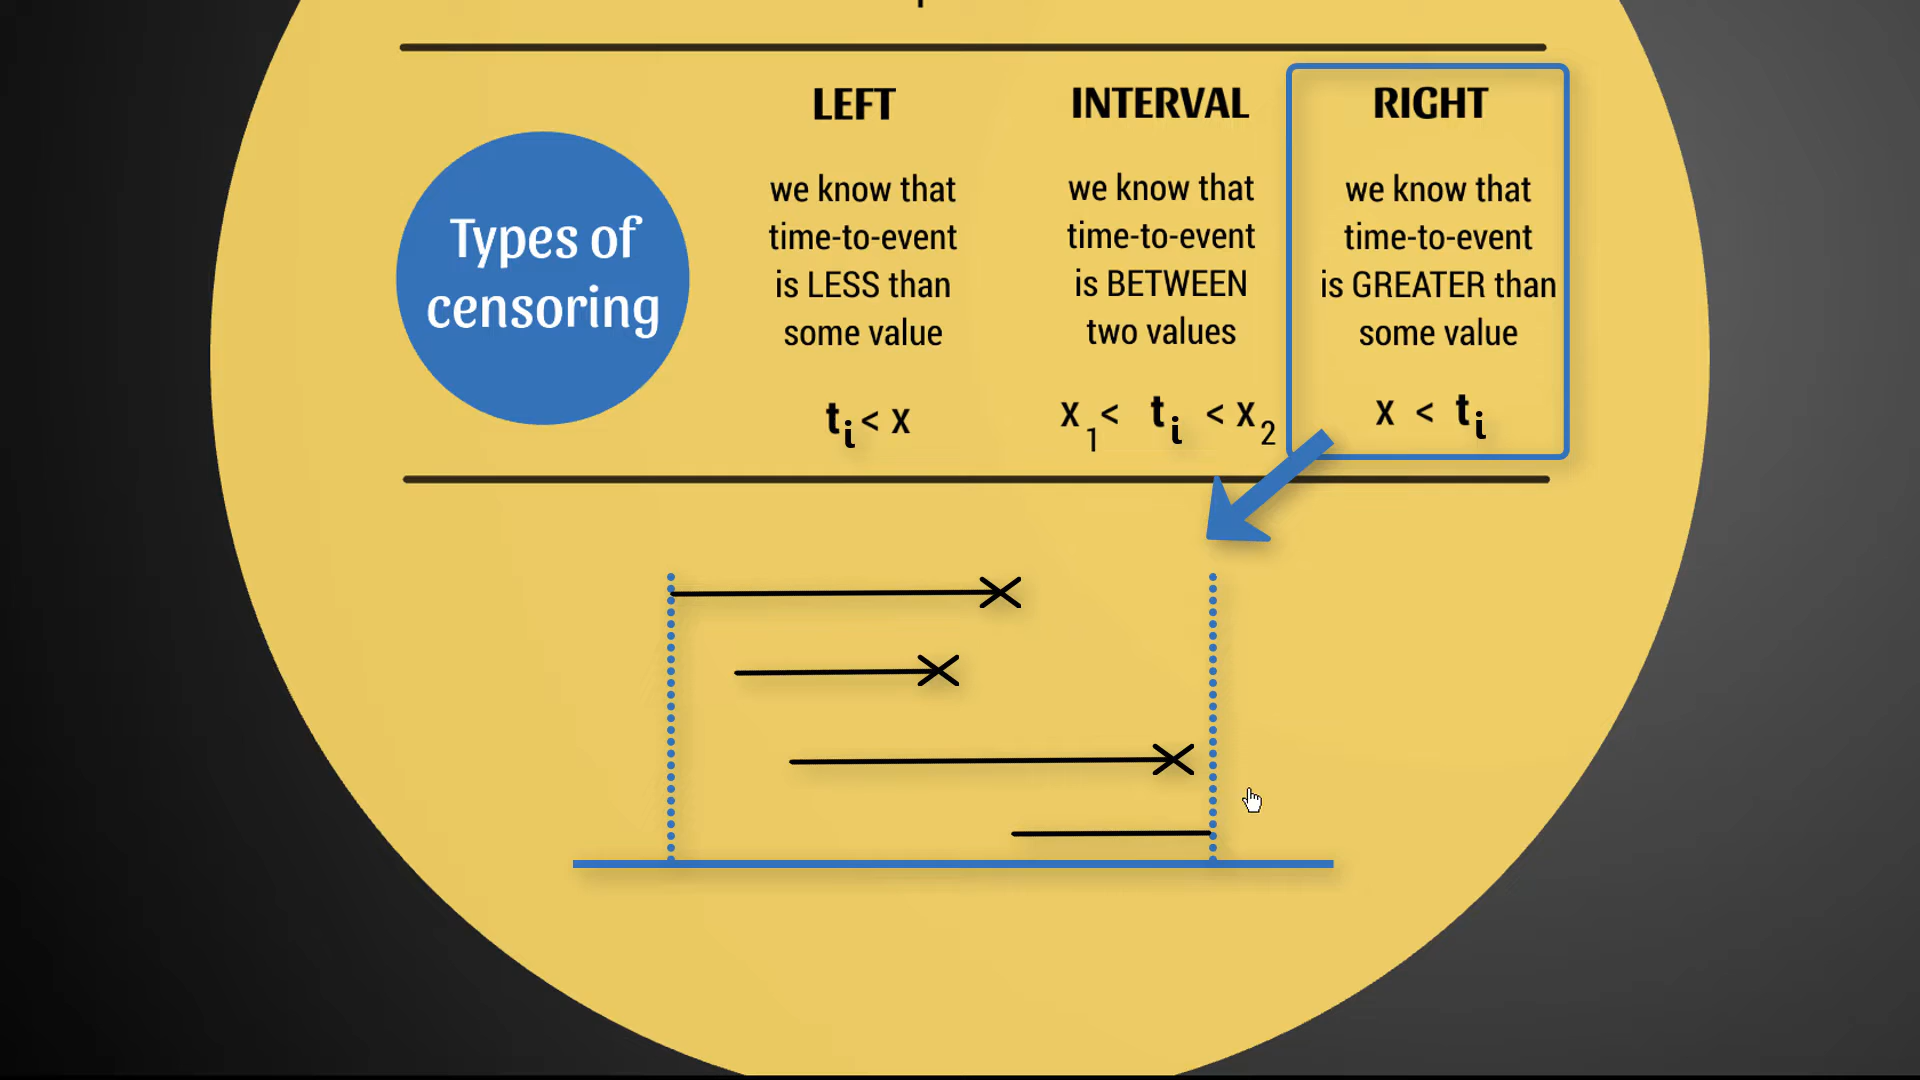 Types of
censoring
LEFT
we know that
time-to-event
is LESS than
some value
tᵢ < x
INTERVAL
we know that
time-to-event
is BETWEEN
two values
x₁ < tᵢ < x₂
RIGHT
we know that
time-to-event
is GREATER than
some value
x < tᵢ